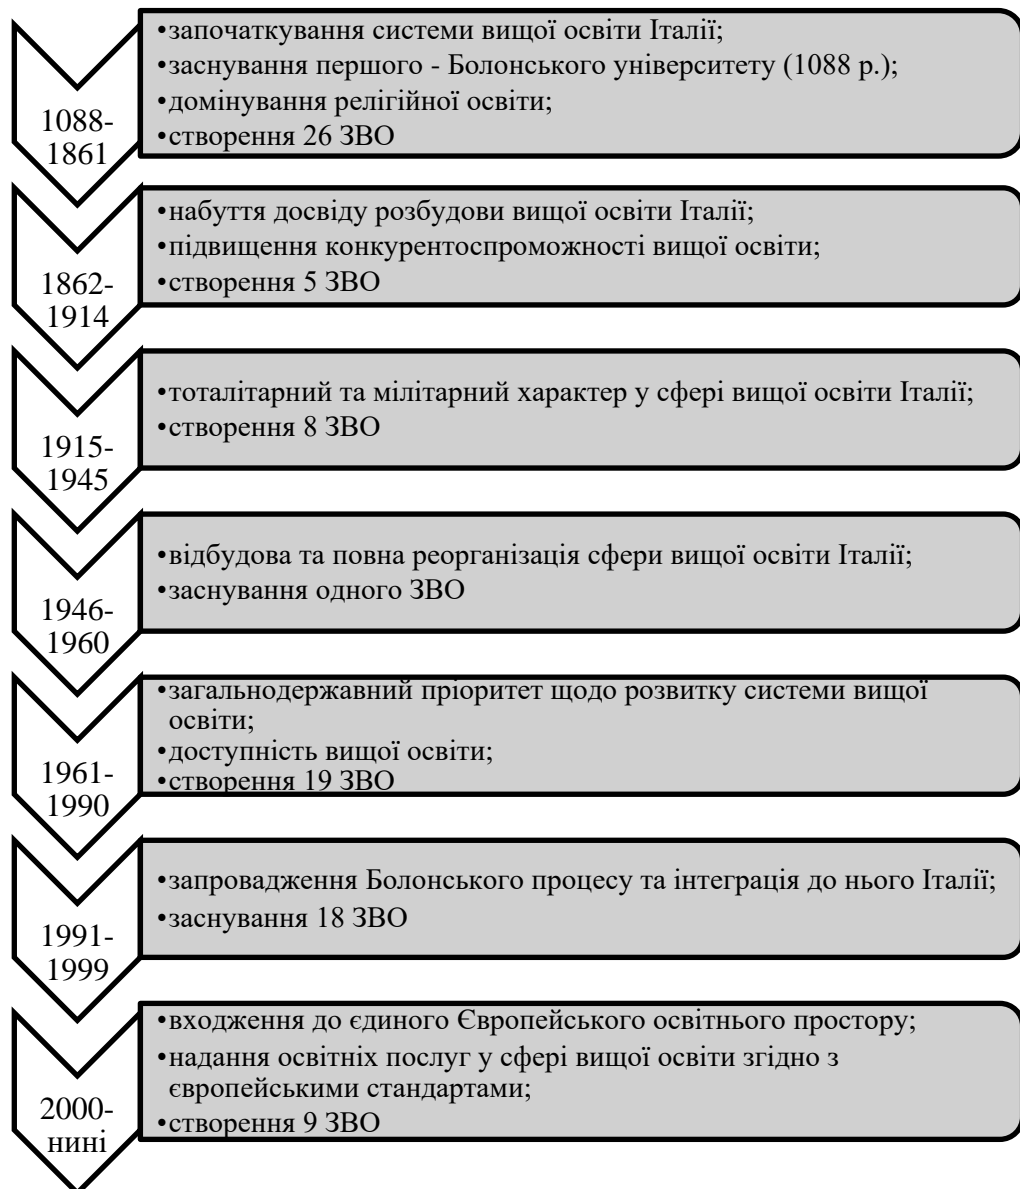 1088-
1861
•започаткування системи вищої освіти Італії;
•заснування першого - Болонського університету (1088 р.);
•домінування релігійної освіти;
•створення 26 ЗВО
1862-
1914
•набуття досвіду розбудови вищої освіти Італії;
•підвищення конкурентоспроможності вищої освіти;
•створення 5 ЗВО
1915-
1945
•тоталітарний та мілітарний характер у сфері вищої освіти Італії;
•створення 8 ЗВО
1946-
1960
•відбудова та повна реорганізація сфери вищої освіти Італії;
•заснування одного ЗВО
1961-
1990
•загальнодержавний пріоритет щодо розвитку системи вищої
освіти;
•доступність вищої освіти;
•створення 19 ЗВО
1991-
1999
•запровадження Болонського процесу та інтеграція до нього Італії;
•заснування 18 ЗВО
2000-
нині
•входження до єдиного Європейського освітнього простору;
•надання освітніх послуг у сфері вищої освіти згідно з
європейськими стандартами;
•створення 9 ЗВО